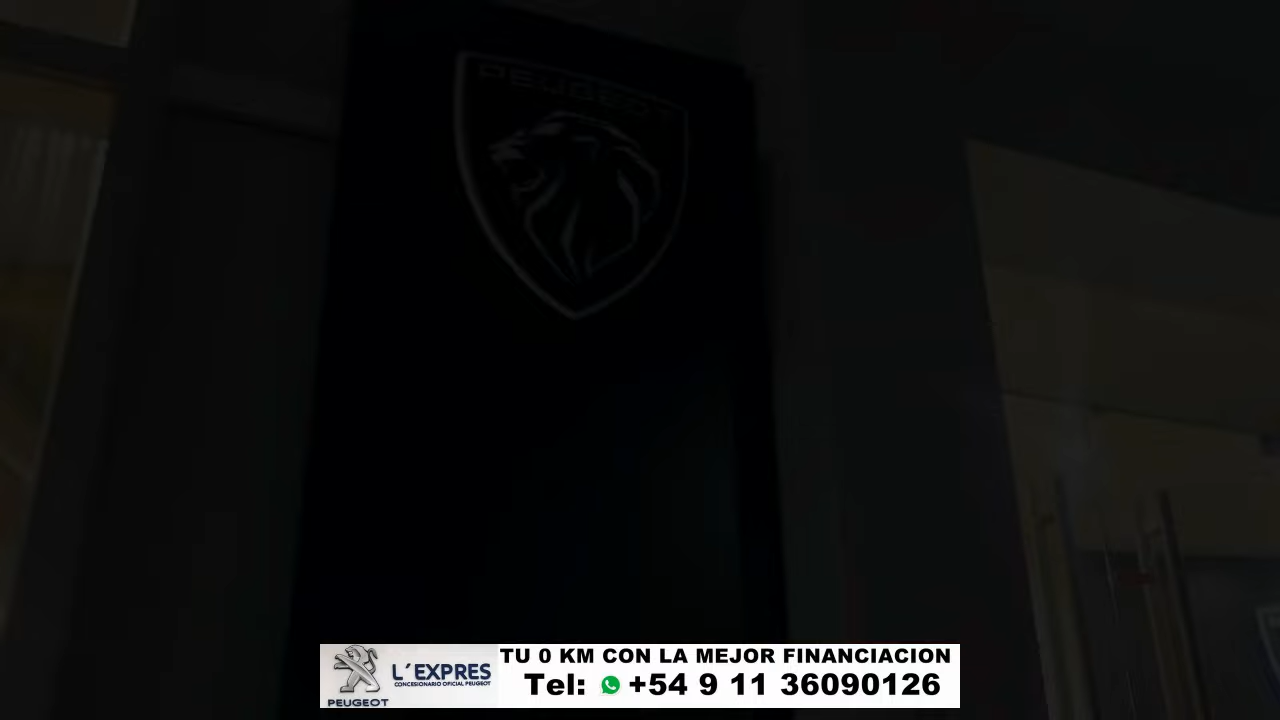 PEUGEOT
L´EXPRES
CONCESIONARIO OFICIAL PEUGEOT
PEUGEOT
TU 0 KM CON LA MEJOR FINANCIACION
Tel: +54 9 11 36090126